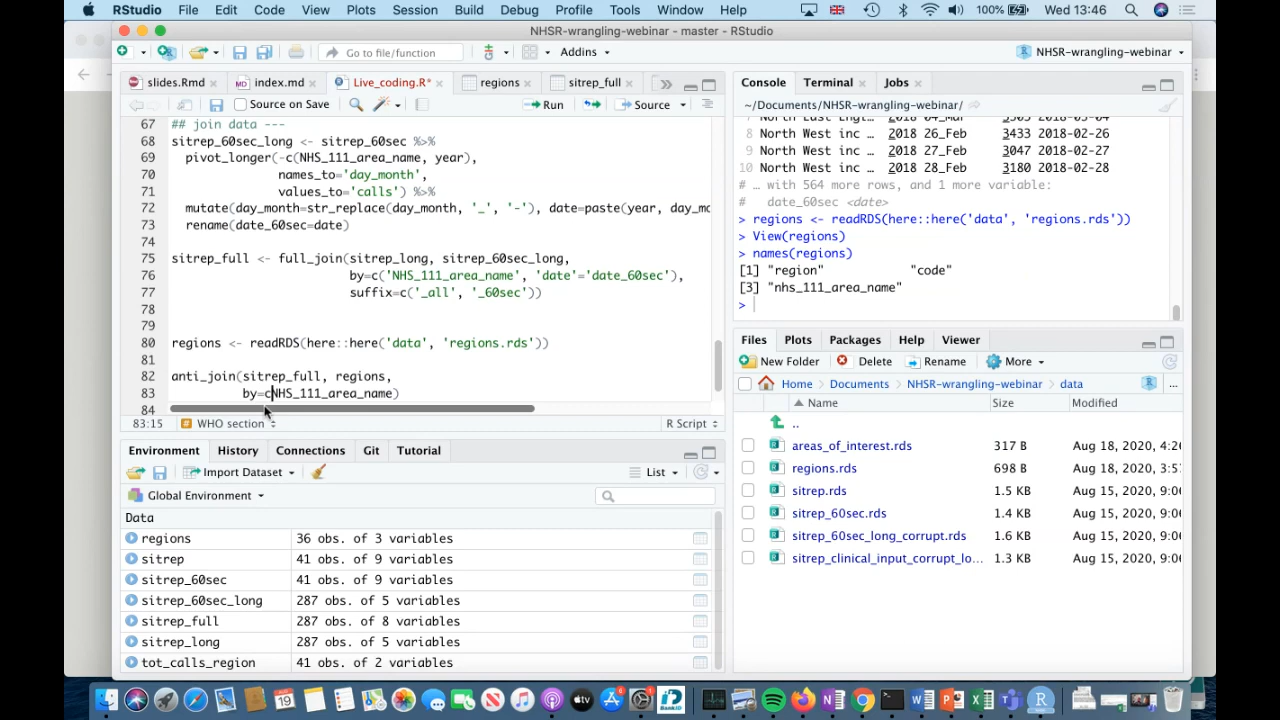 RStudio File Edit Code View Plots Session Build Debug Profile Tools Window Help 100% Wed 13:46
NHSR-wrangling-webinar - master - RStudio
Go to file/function Addins NHSR-wrangling-webinar
slides.Rmd index.md Live_coding.R* regions sitrep_full
Source on Save Run Source
67 ## join data ---
68 sitrep_60sec_long <- sitrep_60sec %>%
69 pivot_longer(-c(NHS_111_area_name, year),
70 names_to='day_month',
71 values_to='calls') %>%
72 mutate(day_month=str_replace(day_month, '_', '-'), date=paste(year, day_mo
73 rename(date_60sec=date)
74
75 sitrep_full <- full_join(sitrep_long, sitrep_60sec_long,
76 by=c('NHS_111_area_name', 'date'='date_60sec'),
77 suffix=c('_all', '_60sec'))
78
79
80 regions <- readRDS(here::here('data', 'regions.rds'))
81
82 anti_join(sitrep_full, regions,
83 by=cNHS_111_area_name)
84
83:15 WHO section R Script
Environment History Connections Git Tutorial
Import Dataset List
Global Environment
Data
regions 36 obs. of 3 variables
sitrep 41 obs. of 9 variables
sitrep_60sec 41 obs. of 9 variables
sitrep_60sec_long 287 obs. of 5 variables
sitrep_full 287 obs. of 8 variables
sitrep_long 287 obs. of 5 variables
tot_calls_region 41 obs. of 2 variables
Console Terminal Jobs
~/Documents/NHSR-wrangling-webinar/
8 North West inc … 2018 26_Feb 3433 2018-02-26
9 North West inc … 2018 27_Feb 3047 2018-02-27
10 North West inc … 2018 28_Feb 3180 2018-02-28
# … with 564 more rows, and 1 more variable:
# date_60sec <date>
> regions <- readRDS(here::here('data', 'regions.rds'))
> View(regions)
> names(regions)
[1] "region" "code"
[3] "nhs_111_area_name"
>
Files Plots Packages Help Viewer
New Folder Delete Rename More
Home Documents NHSR-wrangling-webinar data ...
Name Size Modified
..
areas_of_interest.rds 317 B Aug 18, 2020, 4:26
regions.rds 698 B Aug 18, 2020, 3:5
sitrep.rds 1.5 KB Aug 15, 2020, 9:0
sitrep_60sec.rds 1.4 KB Aug 15, 2020, 9:0
sitrep_60sec_long_corrupt.rds 1.6 KB Aug 15, 2020, 9:0
sitrep_clinical_input_corrupt_lo… 1.3 KB Aug 15, 2020, 9:0